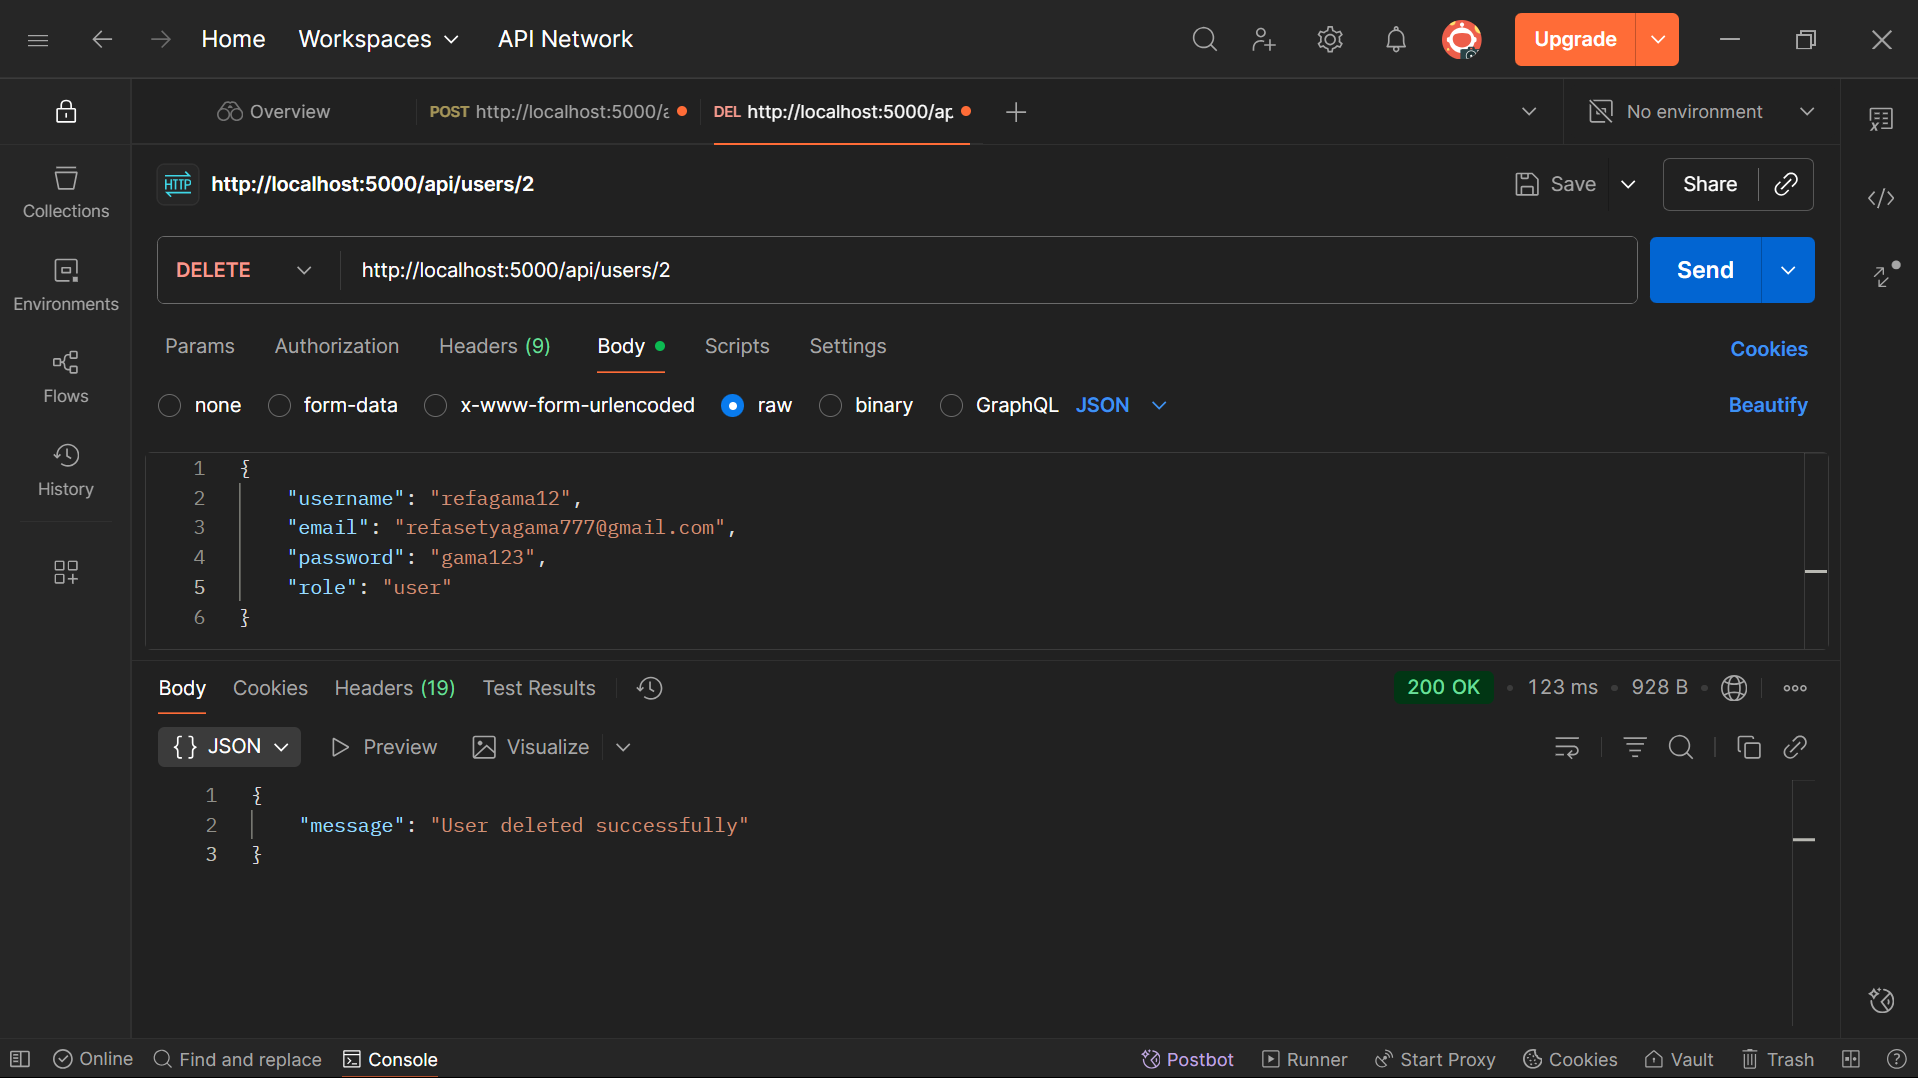 Home Workspaces API Network Upgrade
Overview POST http://localhost:5000/a DEL http://localhost:5000/ap No environment
HTTP http://localhost:5000/api/users/2 Save Share
Collections
DELETE http://localhost:5000/api/users/2 Send
Environments
Params Authorization Headers (9) Body Scripts Settings Cookies
Flows
none form-data x-www-form-urlencoded raw binary GraphQL JSON Beautify
History
1 {
2 "username": "refagama12",
3 "email": "refasetyagama777@gmail.com",
4 "password": "gama123",
5 "role": "user"
6 }
Body Cookies Headers (19) Test Results 200 OK • 123 ms • 928 B
{} JSON Preview Visualize
1 {
2 "message": "User deleted successfully"
3 }
Online Find and replace Console Postbot Runner Start Proxy Cookies Vault Trash